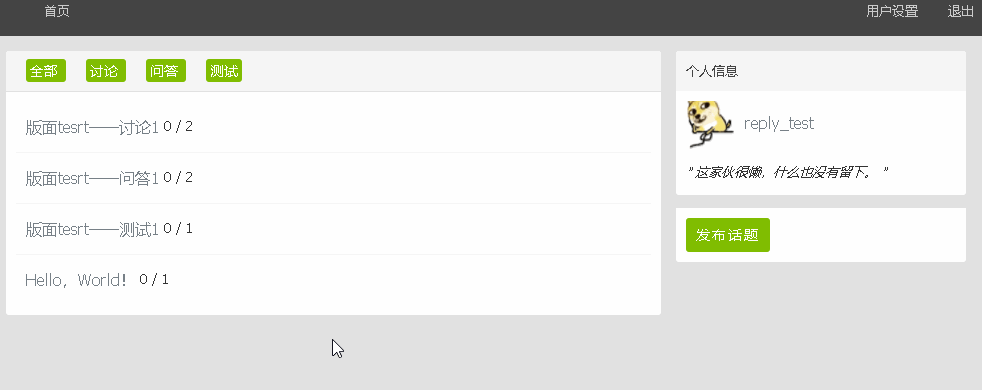 首页 用户设置 退出
全部 讨论 问答 测试
版面tesrt——讨论1 0 / 2
版面tesrt——问答1 0 / 2
版面tesrt——测试1 0 / 1
Hello, World! 0 / 1
个人信息
reply_test
" 这家伙很懒，什么也没有留下。 "
发布话题